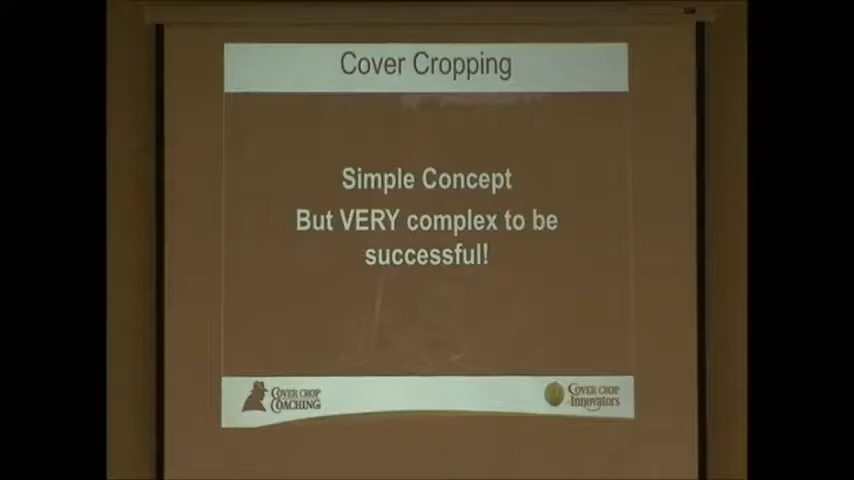 Cover Cropping
Simple Concept
But VERY complex to be
successful!
COVER CROP
COACHING
COVER CROP
Innovators